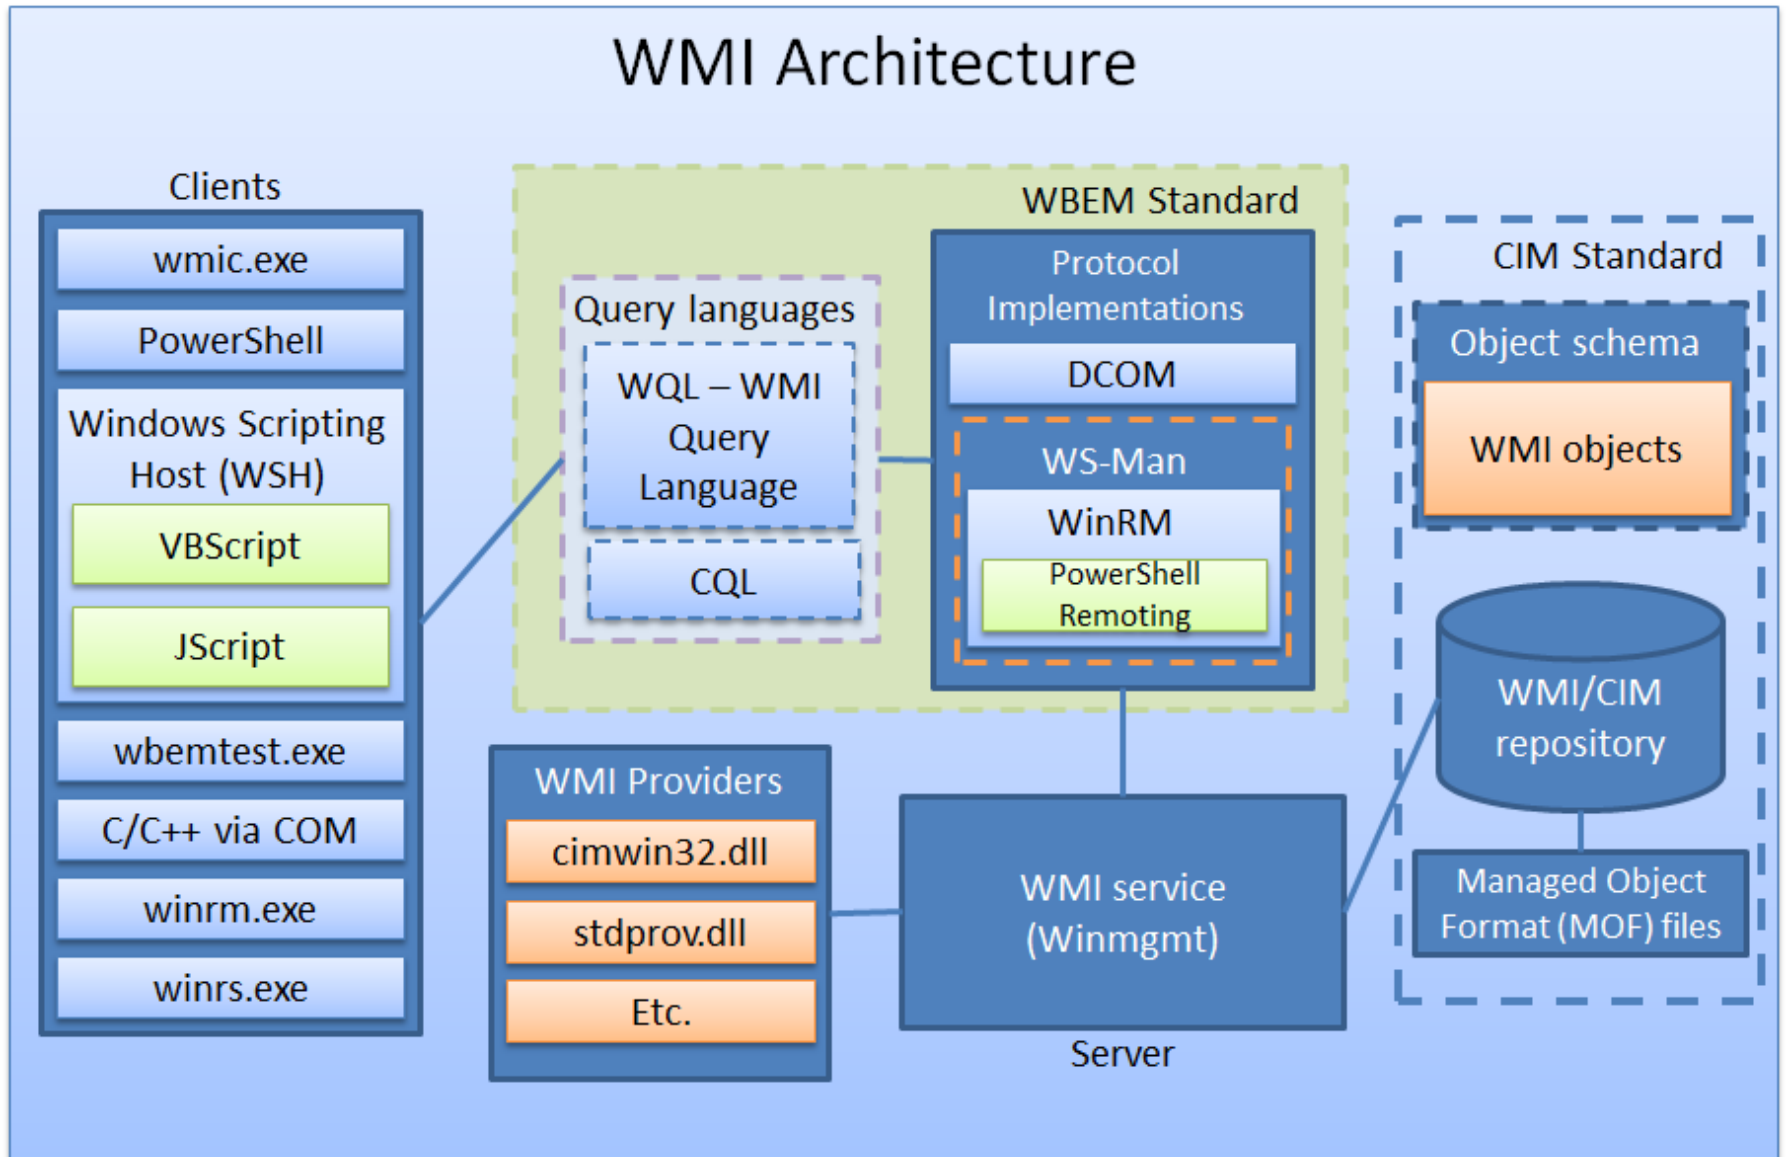 WMI Architecture
Clients
wmic.exe
PowerShell
Windows Scripting
Host (WSH)
VBScript
JScript
wbemtest.exe
C/C++ via COM
winrm.exe
winrs.exe
WBEM Standard
Query languages
WQL – WMI
Query
Language
CQL
Protocol
Implementations
DCOM
WS-Man
WinRM
PowerShell
Remoting
WMI Providers
cimwin32.dll
stdprov.dll
Etc.
WMI service
(Winmgmt)
Server
CIM Standard
Object schema
WMI objects
WMI/CIM
repository
Managed Object
Format (MOF) files